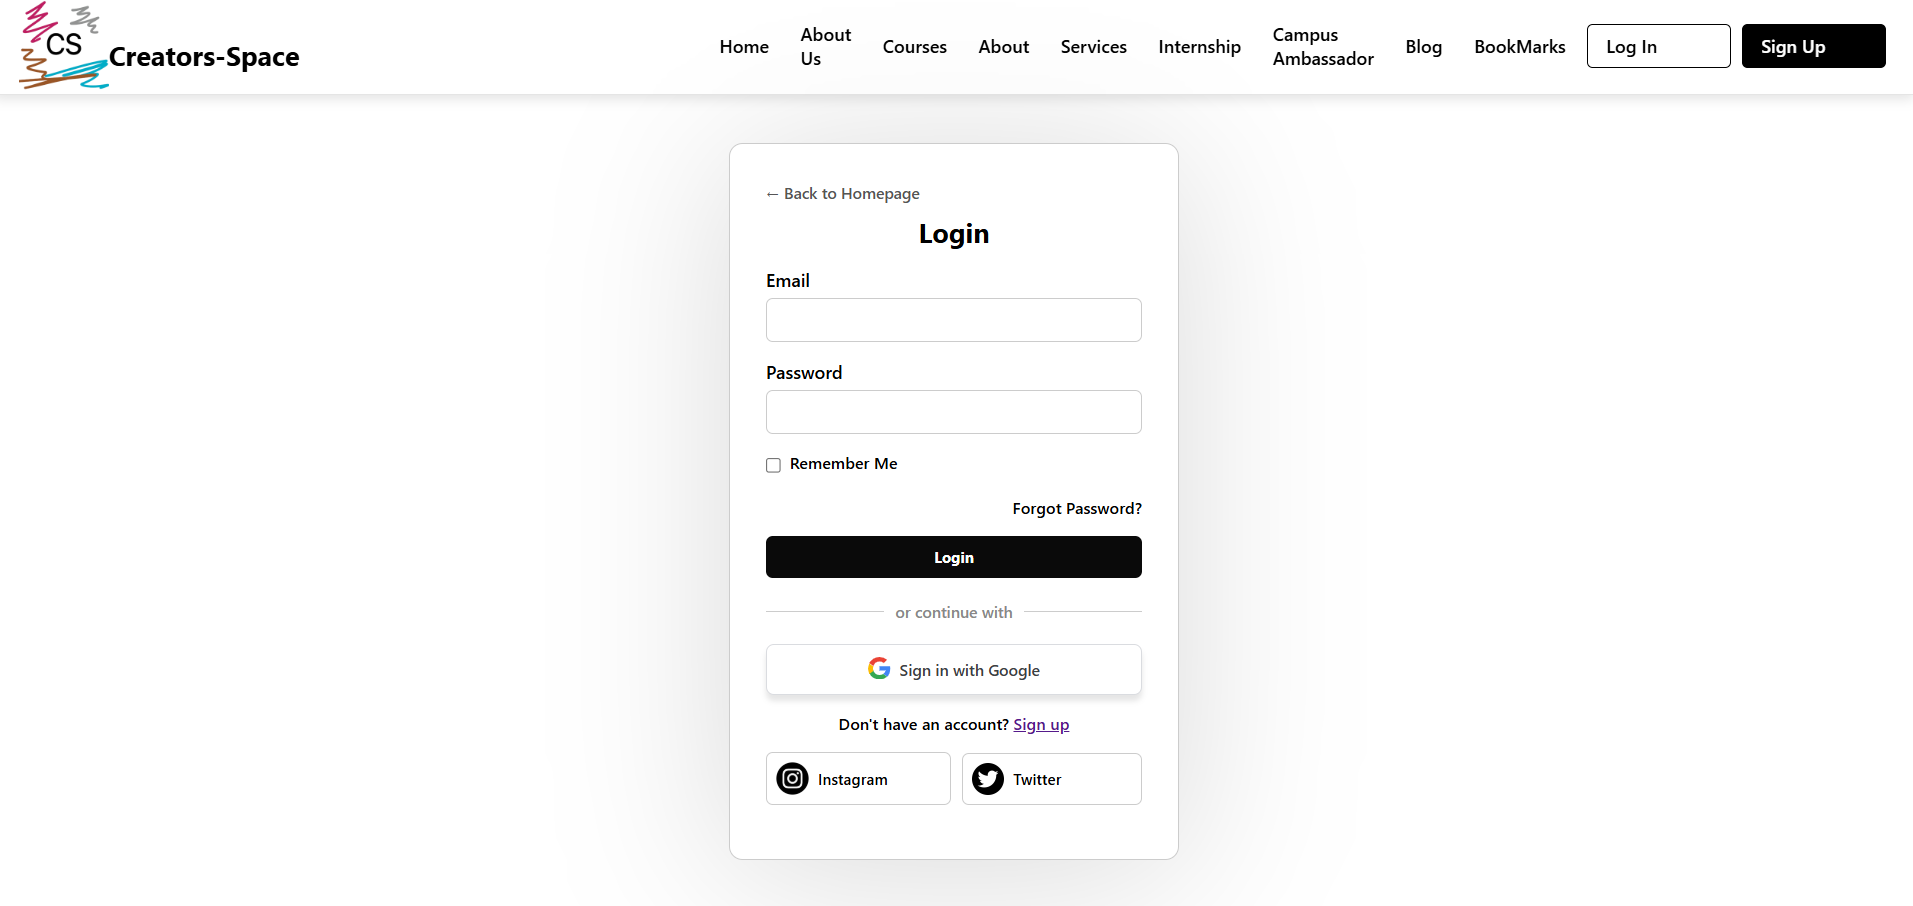 CS
Creators-Space
Home
About
Us
Courses
About
Services
Internship
Campus
Ambassador
Blog
BookMarks
Log In
Sign Up
← Back to Homepage
Login
Email
Password
Remember Me
Forgot Password?
Login
or continue with
Sign in with Google
Don't have an account? Sign up
Instagram
Twitter